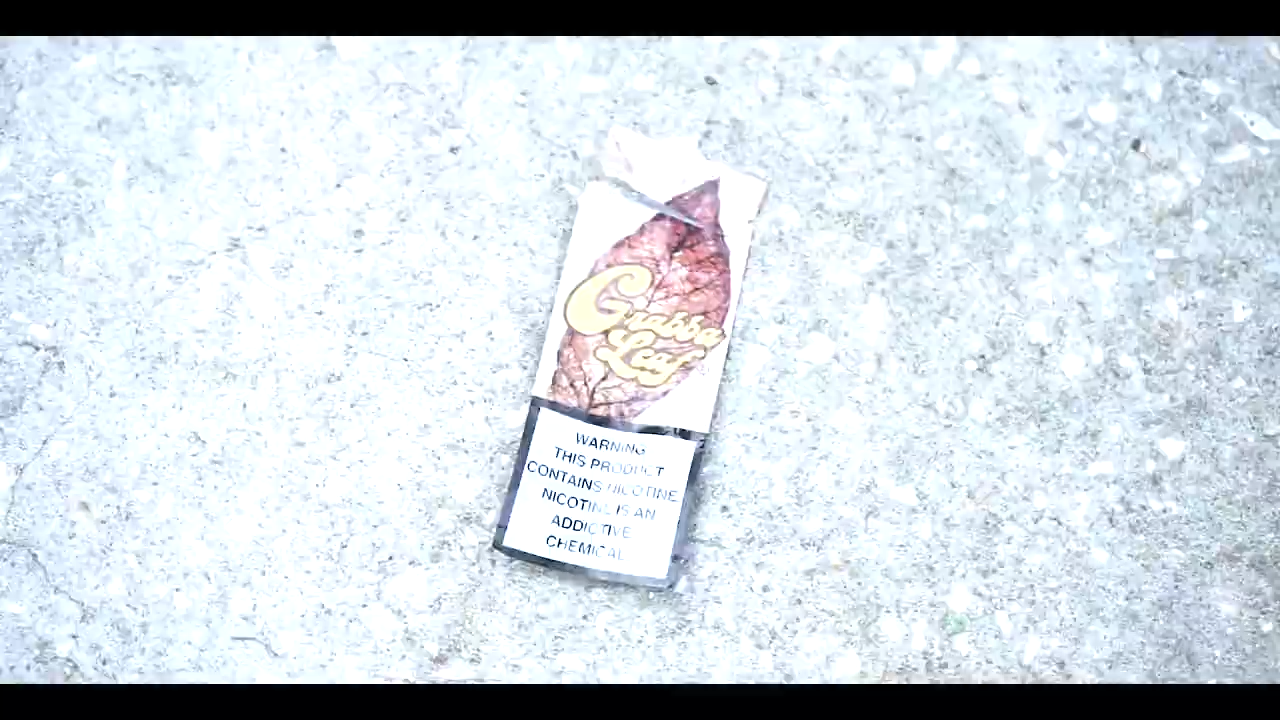 Grabba
Leaf
WARNING
THIS PRODUCT
CONTAINS NICOTINE
NICOTINE IS AN
ADDICTIVE
CHEMICAL